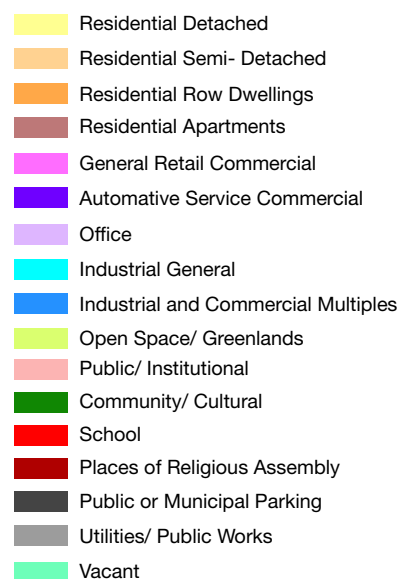 Residential Detached
Residential Semi- Detached
Residential Row Dwellings
Residential Apartments
General Retail Commercial
Automative Service Commercial
Office
Industrial General
Industrial and Commercial Multiples
Open Space/ Greenlands
Public/ Institutional
Community/ Cultural
School
Places of Religious Assembly
Public or Municipal Parking
Utilities/ Public Works
Vacant